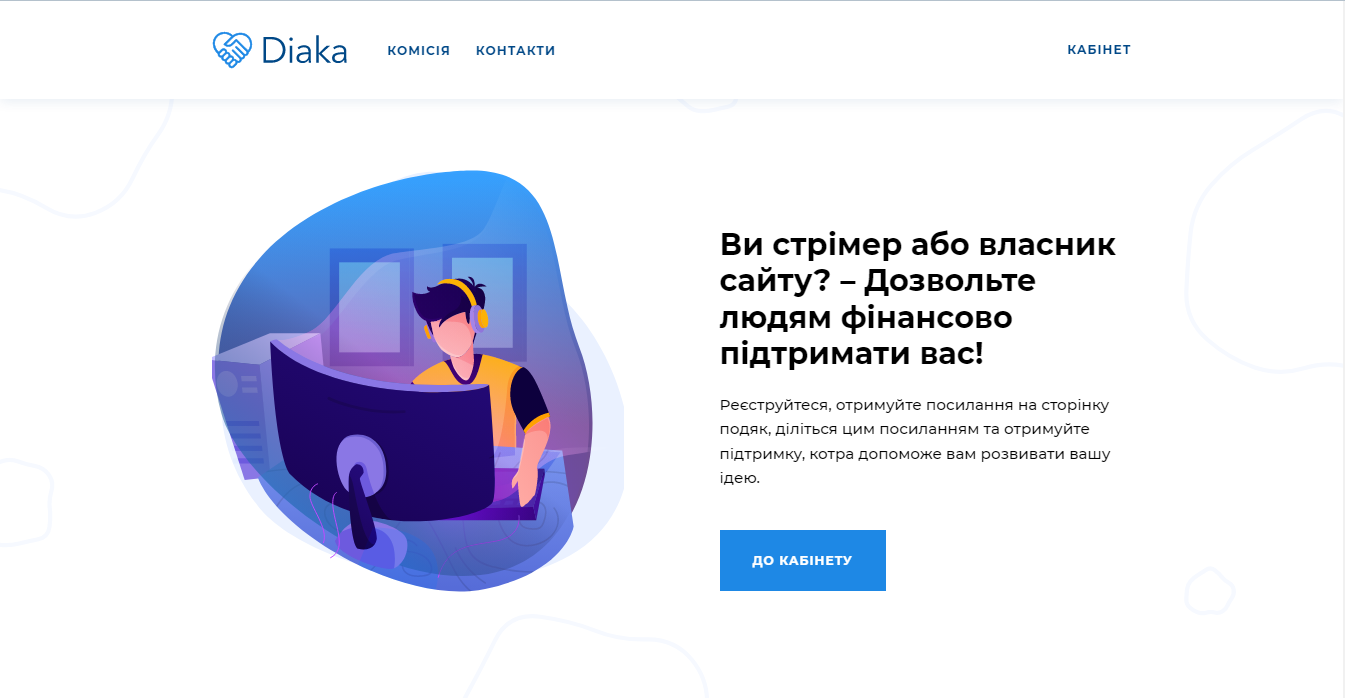 Diaka
КОМІСІЯ
КОНТАКТИ
КАБІНЕТ
Ви стрімер або власник
сайту? – Дозвольте
людям фінансово
підтримати вас!
Реєструйтеся, отримуйте посилання на сторінку
подяк, діліться цим посиланням та отримуйте
підтримку, котра допоможе вам розвивати вашу
ідею.
ДО КАБІНЕТУ